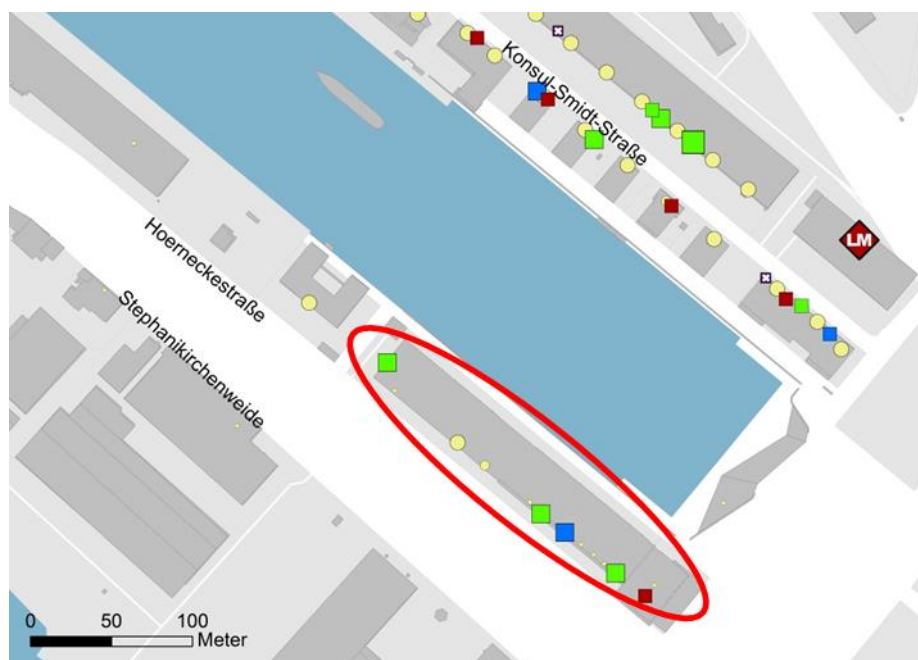 Konsul-Smidt-Straße
LM
Hoerneckestraße
Stephanikirchenweide
0 50 100
Meter